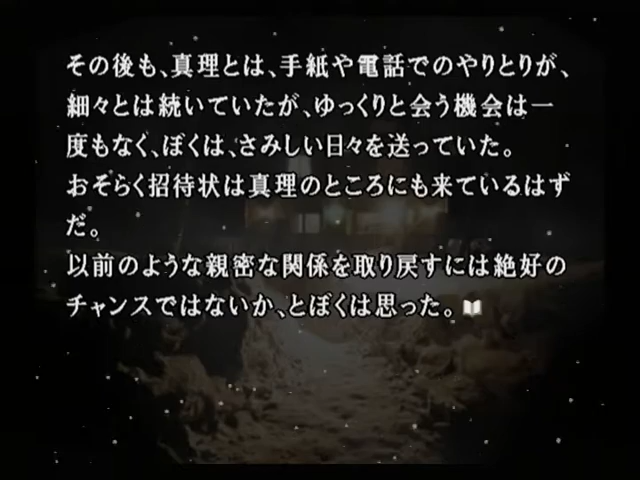 その後も、真理とは、手紙や電話でのやりとりが、
細々とは続いていたが、ゆっくりと会う機会は一
度もなく、ぼくは、さみしい日々を送っていた。
おそらく招待状は真理のところにも来ているはず
だ。
以前のような親密な関係を取り戻すには絶好の
チャンスではないか、とぼくは思った。